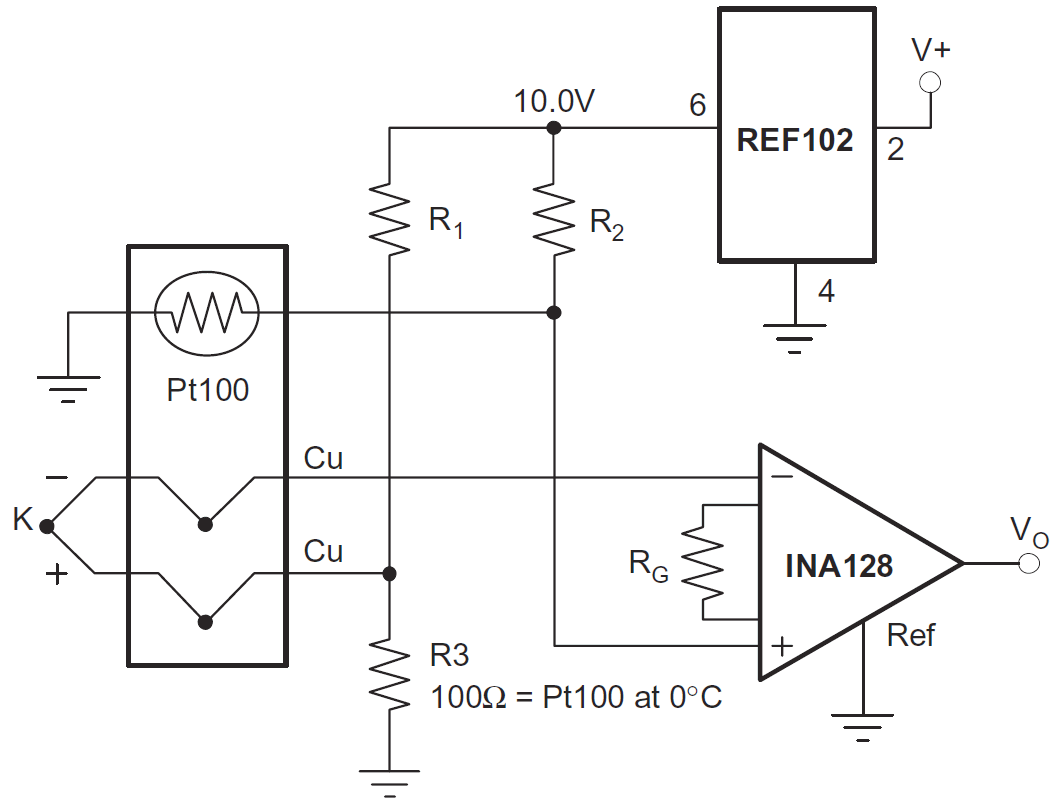 V+
10.0V
6
REF102
2
R1
R2
4
Pt100
−
Cu
K
−
Cu
+
RG
INA128
VO
+
Ref
R3
100Ω = Pt100 at 0°C